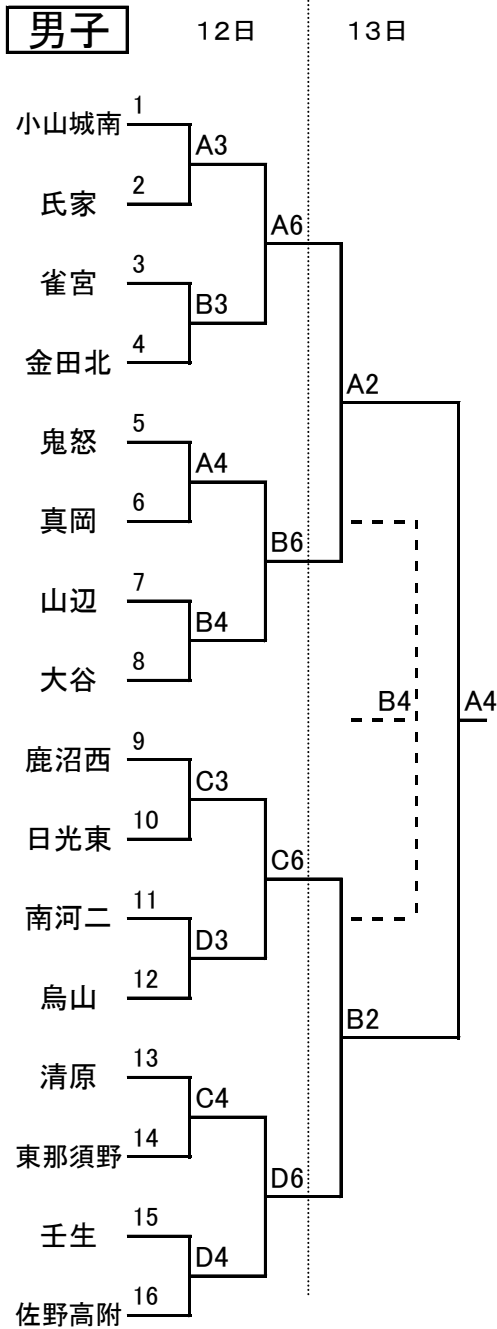 男子 12日 13日
1
小山城南
A3
2
氏家
A6
3
雀宮
B3
4
金田北
A2
5
鬼怒
A4
6
真岡
B6
7
山辺
B4
8
大谷
B4 A4
9
鹿沼西
C3
10
日光東
C6
11
南河二
D3
12
烏山
B2
13
清原
C4
14
東那須野
D6
15
壬生
D4
16
佐野高附